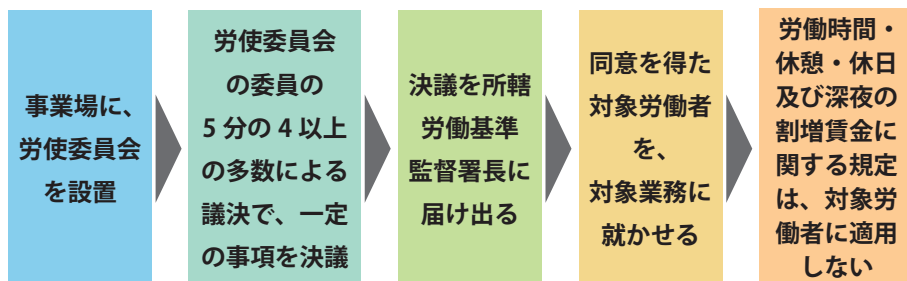 事業場に、
労使委員会
を設置
労使委員会
の委員の
5分の4以上
の多数による
議決で、一定
の事項を決議
決議を所轄
労働基準
監督署長に
届け出る
同意を得た
対象労働者
を、
対象業務に
就かせる
労働時間・
休憩・休日
及び深夜の
割増賃金に
関する規定
は、対象労
働者に適用
しない